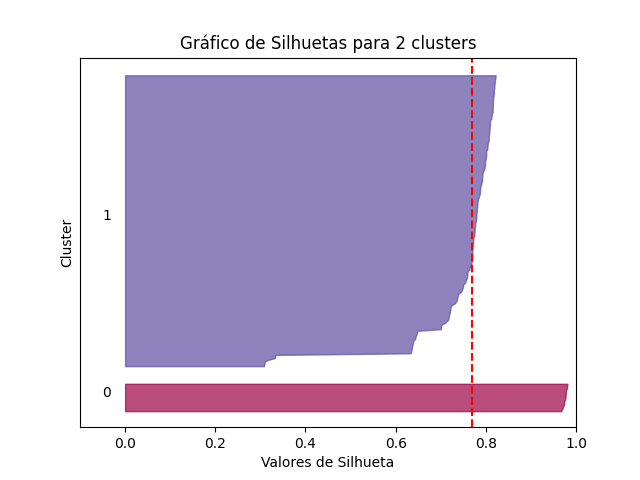 Gráfico de Silhuetas para 2 clusters
Cluster
1
0
0.0 0.2 0.4 0.6 0.8 1.0
Valores de Silhueta